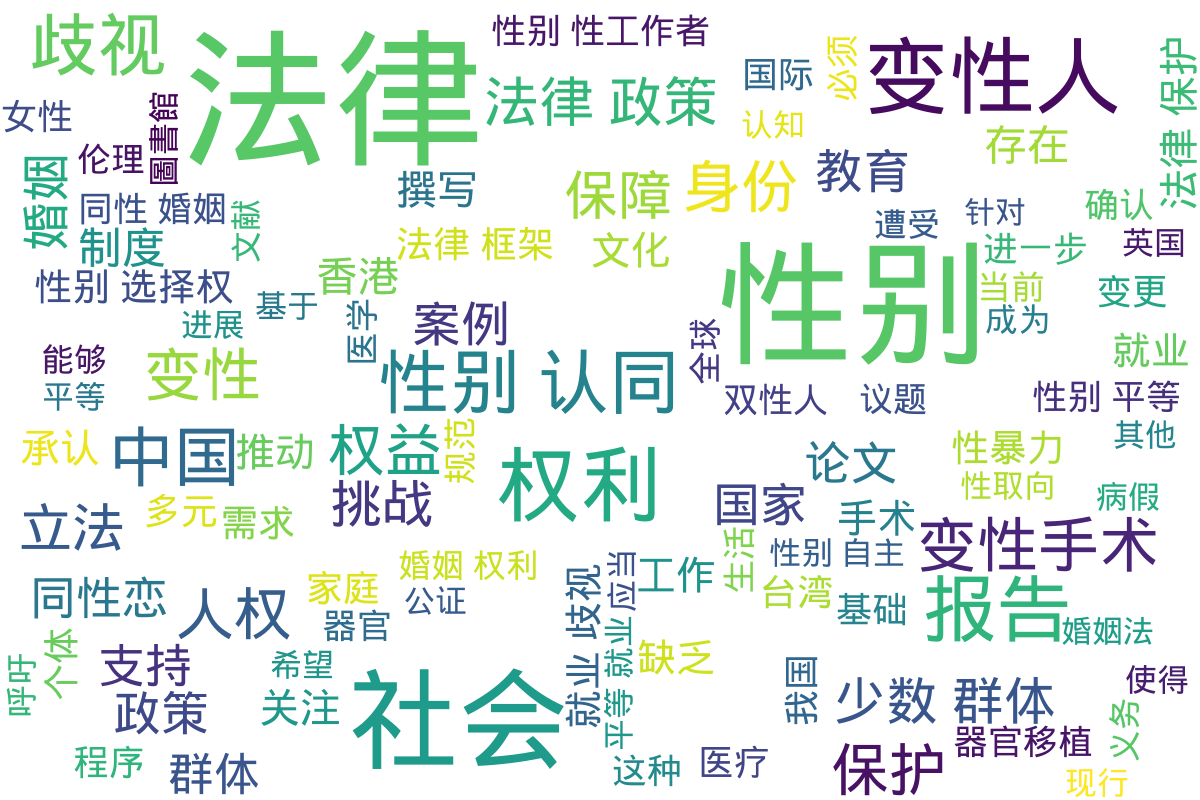 歧视
法律
性别 性工作者
法律 政策
国际
必须
变性人
法律 保护
女性
圖書館
认知
存在
婚姻
伦理
同性 婚姻
文献
撰写
保障
身份
教育
遭受
针对
确认
制度
法律 框架
文化
进一步
英国
性别 选择权
基于
香港
性别
当前
变更
进展
医学
案例
全球
成为
就业
能够
平等
变性
性别 认同
双性人
议题
性别 平等
承认
中国
推动
权益
规范
权利
论文
性暴力
其他
多元
需求
挑战
国家
手术
性取向
病假
立法
婚姻 权利
应当
工作
生活
性别 自主
变性手术
同性恋
人权
家庭
公证
器官
就业 歧视
台湾
基础
报告
婚姻法
呼吁
个体
支持
希望
平等 就业
缺乏
我国
少数 群体
使得
政策
关注
社会
义务
程序
群体
这种
医疗
保护
器官移植
现行